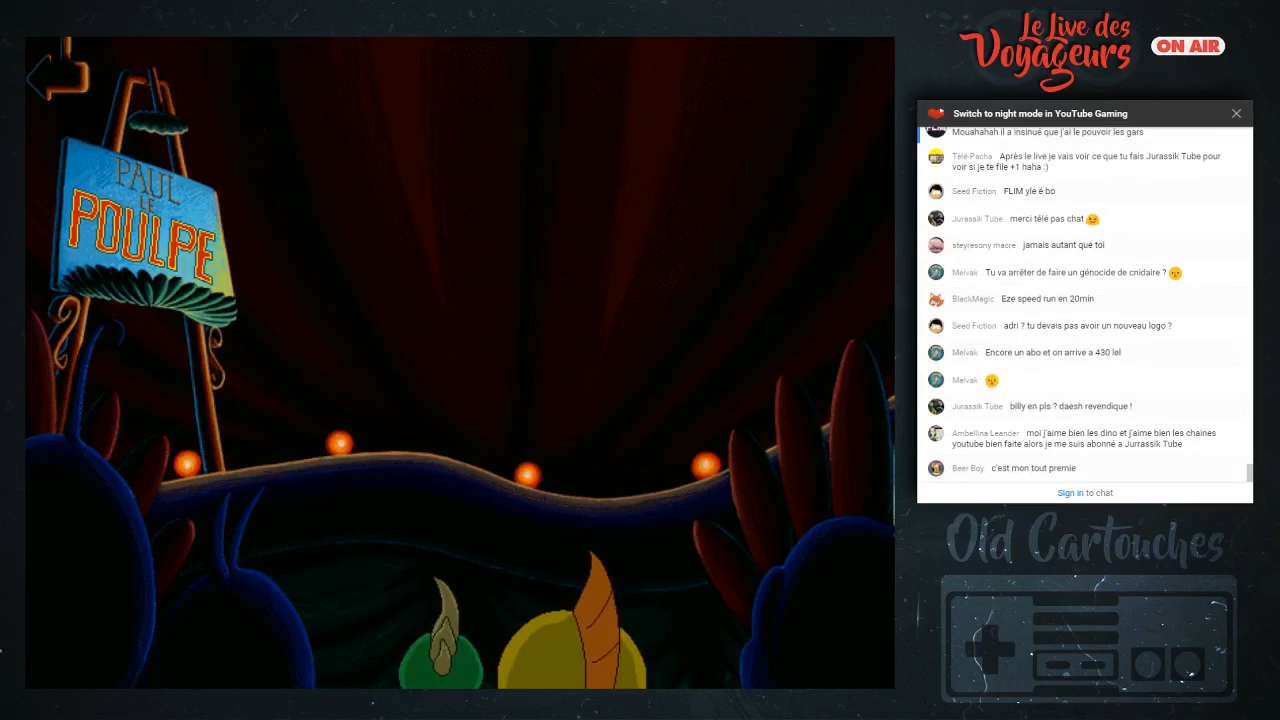 Le Live des
Voyageurs
ON AIR
PAUL
LE
POULPE
Switch to night mode in YouTube Gaming
Mouahahah il a insinué que j'ai le pouvoir les gars
Télé-Pacha Après le live je vais voir ce que tu fais Jurassik Tube pour
voir si je te file +1 haha :)
Seed Fiction FLIM yle é bo
Jurassik Tube merci télé pas chat
steyresony macre jamais autant que toi
Melvak Tu va arrêter de faire un génocide de cnidaire ?
BlackMagic Eze speed run en 20min
Seed Fiction adri ? tu devais pas avoir un nouveau logo ?
Melvak Encore un abo et on arrive a 430 lel
Melvak
Jurassik Tube billy en pls ? daesh revendique !
Ambellina Leander moi j'aime bien les dino et j'aime bien les chaines
youtube bien faite alors je me suis abonné a Jurrassik Tube
Beer Boy c'est mon tout premie
Sign in to chat
Old Cartouches